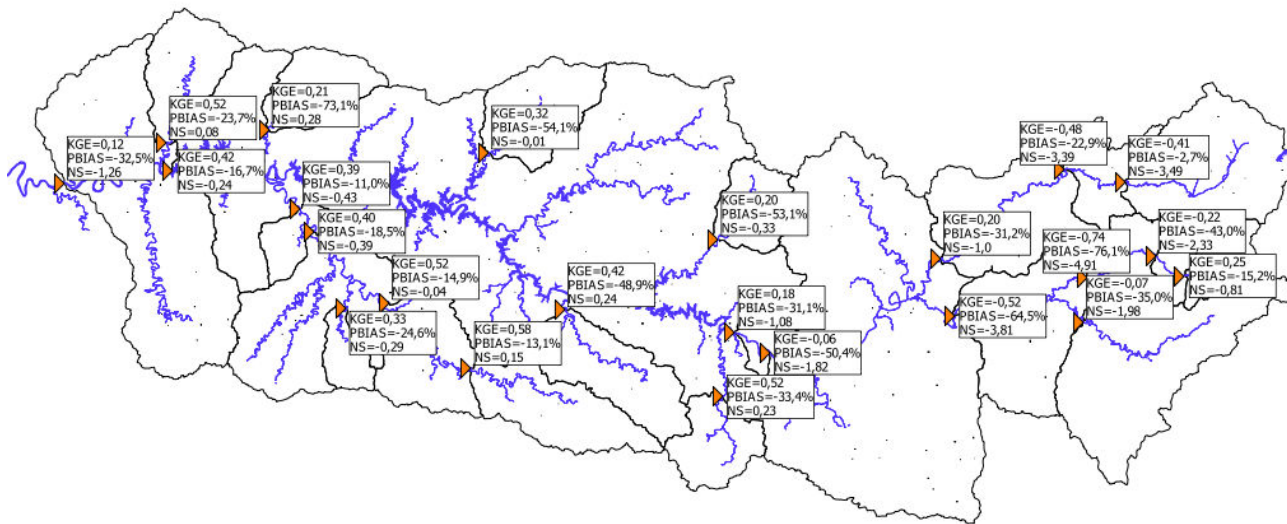 KGE=0,21
PBIAS=-73,1%
NS=0,28
KGE=0,52
PBIAS=-23,7%
NS=0,08
KGE=0,12
PBIAS=-32,5%
NS=-1,26
KGE=0,42
PBIAS=-16,7%
NS=-0,24
KGE=0,39
PBIAS=-11,0%
NS=-0,43
KGE=0,40
PBIAS=-18,5%
NS=-0,39
KGE=0,52
PBIAS=-14,9%
NS=-0,04
KGE=0,33
PBIAS=-24,6%
NS=-0,29
KGE=0,32
PBIAS=-54,1%
NS=-0,01
KGE=0,58
PBIAS=-13,1%
NS=0,15
KGE=0,42
PBIAS=-48,9%
NS=0,24
KGE=0,20
PBIAS=-53,1%
NS=-0,33
KGE=0,18
PBIAS=-31,1%
NS=-1,08
KGE=-0,06
PBIAS=-50,4%
NS=-1,82
KGE=0,52
PBIAS=-33,4%
NS=0,23
KGE=-0,48
PBIAS=-22,9%
NS=-3,39
KGE=-0,41
PBIAS=-2,7%
NS=-3,49
KGE=0,20
PBIAS=-31,2%
NS=-1,0
KGE=-0,22
PBIAS=-43,0%
NS=-2,33
KGE=-0,74
PBIAS=-76,1%
NS=-4,91
KGE=0,25
PBIAS=-15,2%
NS=-0,81
KGE=-0,07
PBIAS=-35,0%
NS=-1,98
KGE=-0,52
PBIAS=-64,5%
NS=-3,81